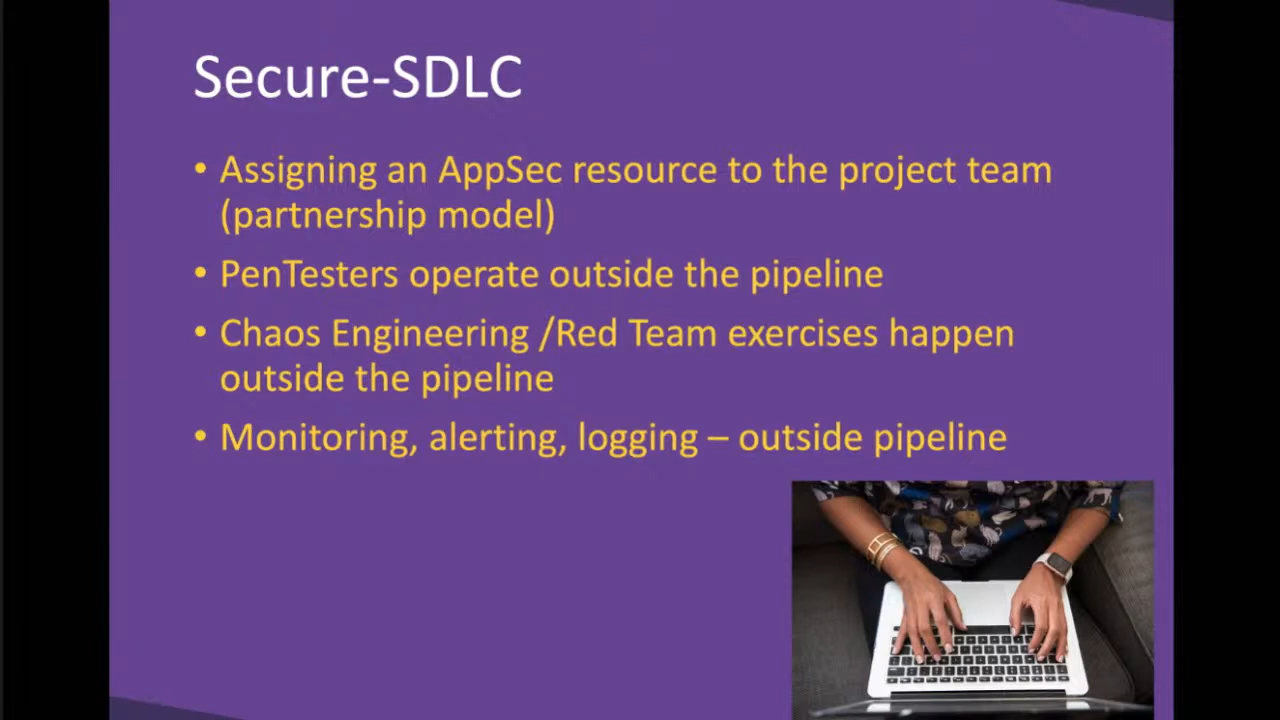 Secure-SDLC
• Assigning an AppSec resource to the project team
(partnership model)
• PenTesters operate outside the pipeline
• Chaos Engineering /Red Team exercises happen
outside the pipeline
• Monitoring, alerting, logging – outside pipeline